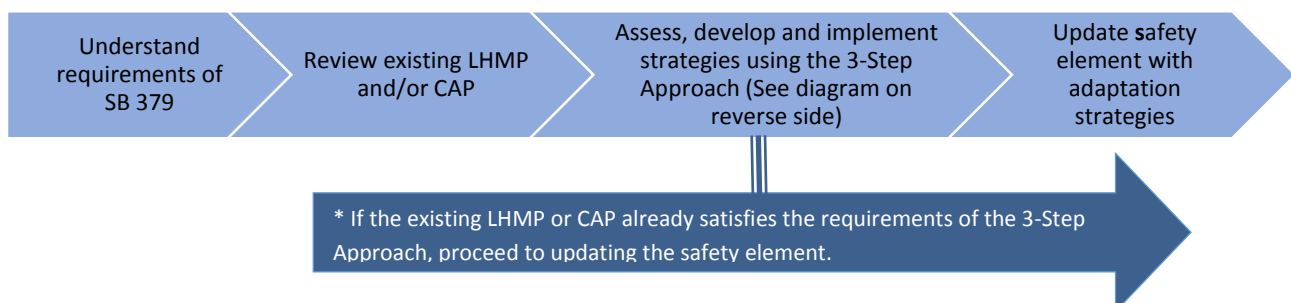 Understand
requirements of
SB 379
Review existing LHMP
and/or CAP
Assess, develop and implement
strategies using the 3-Step
Approach (See diagram on
reverse side)
Update safety
element with
adaptation
strategies
* If the existing LHMP or CAP already satisfies the requirements of the 3-Step
Approach, proceed to updating the safety element.